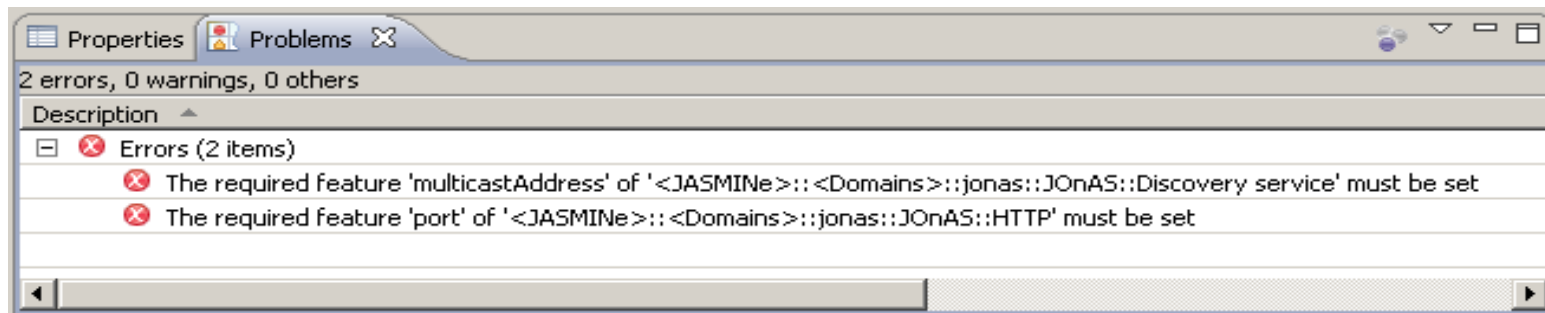 Properties Problems
2 errors, 0 warnings, 0 others
Description
Errors (2 items)
The required feature 'multicastAddress' of '<JASMINe>::<Domains>::jonas::JOnAS::Discovery service' must be set
The required feature 'port' of '<JASMINe>::<Domains>::jonas::JOnAS::HTTP' must be set